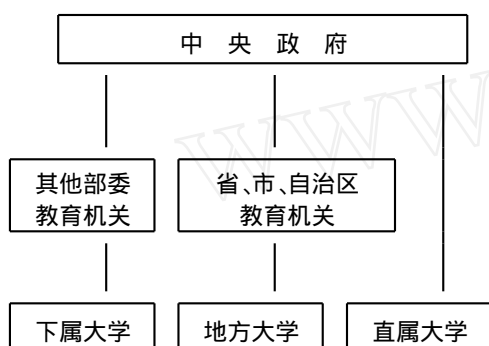 中央政府
其他部委
教育机关
省、市、自治区
教育机关
下属大学
地方大学
直属大学
WWW